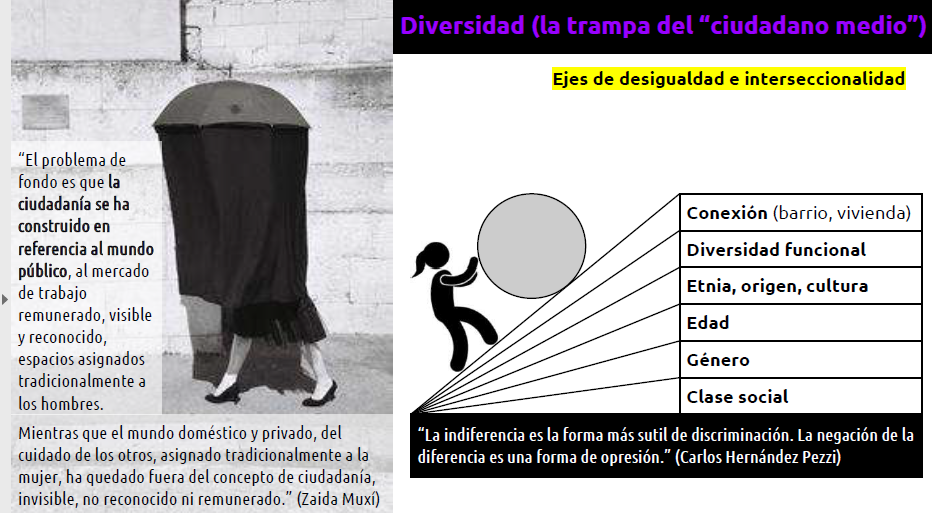 “El problema de
fondo es que la
ciudadanía se ha
construido en
referencia al mundo
público, al mercado
de trabajo
remunerado, visible
y reconocido,
espacios asignados
tradicionalmente a
los hombres.
Mientras que el mundo doméstico y privado, del
cuidado de los otros, asignado tradicionalmente a la
mujer, ha quedado fuera del concepto de ciudadanía,
invisible, no reconocido ni remunerado.” (Zaida Muxí)
Diversidad (la trampa del “ciudadano medio”)
Ejes de desigualdad e interseccionalidad
Conexión (barrio, vivienda)
Diversidad funcional
Etnia, origen, cultura
Edad
Género
Clase social
“La indiferencia es la forma más sutil de discriminación. La negación de la
diferencia es una forma de opresión.” (Carlos Hernández Pezzi)